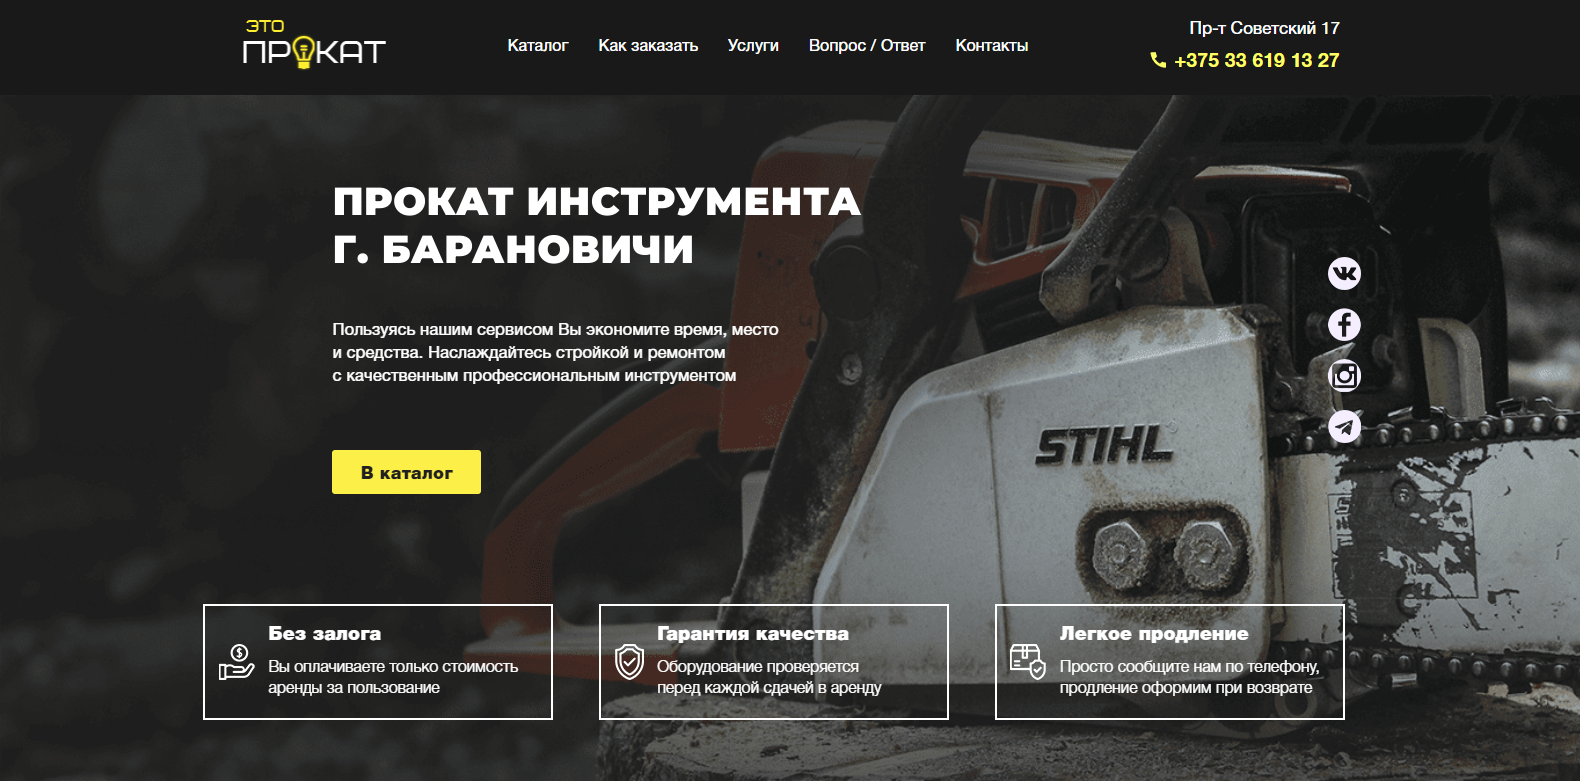 ЭТО
ПРОКАТ
Каталог
Как заказать
Услуги
Вопрос / Ответ
Контакты
Пр-т Советский 17
+375 33 619 13 27
ПРОКАТ ИНСТРУМЕНТА
Г. БАРАНОВИЧИ
Пользуясь нашим сервисом Вы экономите время, место
и средства. Наслаждайтесь стройкой и ремонтом
с качественным профессиональным инструментом
В каталог
STIHL
Без залога
Вы оплачиваете только стоимость
аренды за пользование
Гарантия качества
Оборудование проверяется
перед каждой сдачей в аренду
Легкое продление
Просто сообщите нам по телефону,
продление оформим при возврате